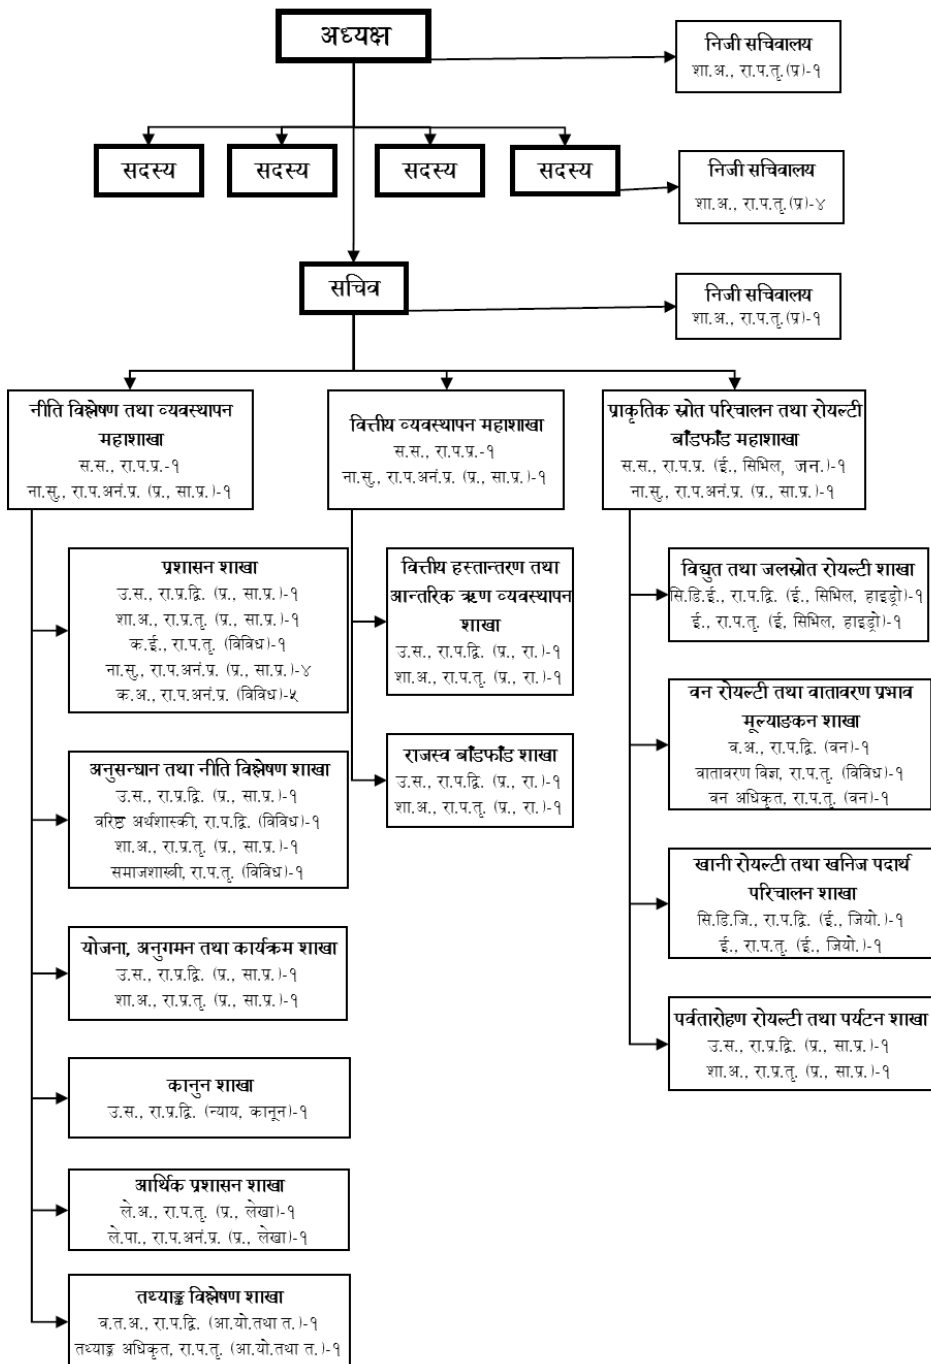 अध्यक्ष
निजी सचिवालय
शा.अ., रा.प.तृ.(प्र)-१
सदस्य
सदस्य
सदस्य
सदस्य
निजी सचिवालय
शा.अ., रा.प.तृ.(प्र)-४
सचिव
निजी सचिवालय
शा.अ., रा.प.तृ.(प्र)-१
नीति विश्लेषण तथा व्यवस्थापन
महाशाखा
स.स., रा.प.प्र.-१
ना.सु., रा.प.अनं.प्र. (प्र., सा.प्र.)-१
प्रशासन शाखा
उ.स., रा.प्र.द्वि. (प्र., सा.प्र.)-१
शा.अ., रा.प्र.तृ. (प्र., सा.प्र.)-१
क.ई., रा.प.तृ. (विविध)-१
ना.सु., रा.प.अनं.प्र. (प्र., सा.प्र.)-४
क.अ., रा.प.अनं.प्र. (विविध)-५
अनुसन्धान तथा नीति विश्लेषण शाखा
उ.स., रा.प्र.द्वि. (प्र., सा.प्र.)-१
वरिष्ठ अर्थशास्त्री, रा.प.द्वि. (विविध)-१
शा.अ., रा.प्र.तृ. (प्र., सा.प्र.)-१
समाजशास्त्री, रा.प.तृ. (विविध)-१
योजना, अनुगमन तथा कार्यक्रम शाखा
उ.स., रा.प्र.द्वि. (प्र., सा.प्र.)-१
शा.अ., रा.प्र.तृ. (प्र., सा.प्र.)-१
कानुन शाखा
उ.स., रा.प्र.द्वि. (न्याय, कानून)-१
आर्थिक प्रशासन शाखा
ले.अ., रा.प.तृ. (प्र., लेखा)-१
ले.पा., रा.प.अनं.प्र. (प्र., लेखा)-१
तथ्याङ्क विश्लेषण शाखा
व.त.अ., रा.प.द्वि. (आ.यो.तथा त.)-१
तथ्याङ्क अधिकृत, रा.प.तृ. (आ.यो.तथा त.)-१
वित्तीय व्यवस्थापन महाशाखा
स.स., रा.प.प्र.-१
ना.सु., रा.प.अनं.प्र. (प्र., सा.प्र.)-१
वित्तीय हस्तान्तरण तथा
आन्तरिक ऋण व्यवस्थापन
शाखा
उ.स., रा.प.द्वि. (प्र., रा.)-१
शा.अ., रा.प.तृ. (प्र., रा.)-१
राजस्व बाँडफाँड शाखा
उ.स., रा.प.द्वि. (प्र., रा.)-१
शा.अ., रा.प.तृ. (प्र., रा.)-१
प्राकृतिक स्रोत परिचालन तथा रोयल्टी
बाँडफाँड महाशाखा
स.स., रा.प.प्र. (ई., सिभिल, जन.)-१
ना.सु., रा.प.अनं.प्र. (प्र., सा.प्र.)-१
विद्युत तथा जलस्रोत रोयल्टी शाखा
सि.डि.ई., रा.प.द्वि. (ई., सिभिल, हाइड्रो)-१
ई., रा.प.तृ. (ई, सिभिल, हाइड्रो)-१
वन रोयल्टी तथा वातावरण प्रभाव
मूल्याङकन शाखा
व.अ., रा.प.द्वि. (वन)-१
वातावरण विज्ञ, रा.प.तृ. (विविध)-१
वन अधिकृत, रा.प.तृ. (वन)-१
खानी रोयल्टी तथा खनिज पदार्थ
परिचालन शाखा
सि.डि.जि., रा.प.द्वि. (ई., जियो.)-१
ई., रा.प.तृ. (ई., जियो.)-१
पर्वतारोहण रोयल्टी तथा पर्यटन शाखा
उ.स., रा.प्र.द्वि. (प्र., सा.प्र.)-१
शा.अ., रा.प्र.तृ. (प्र., सा.प्र.)-१